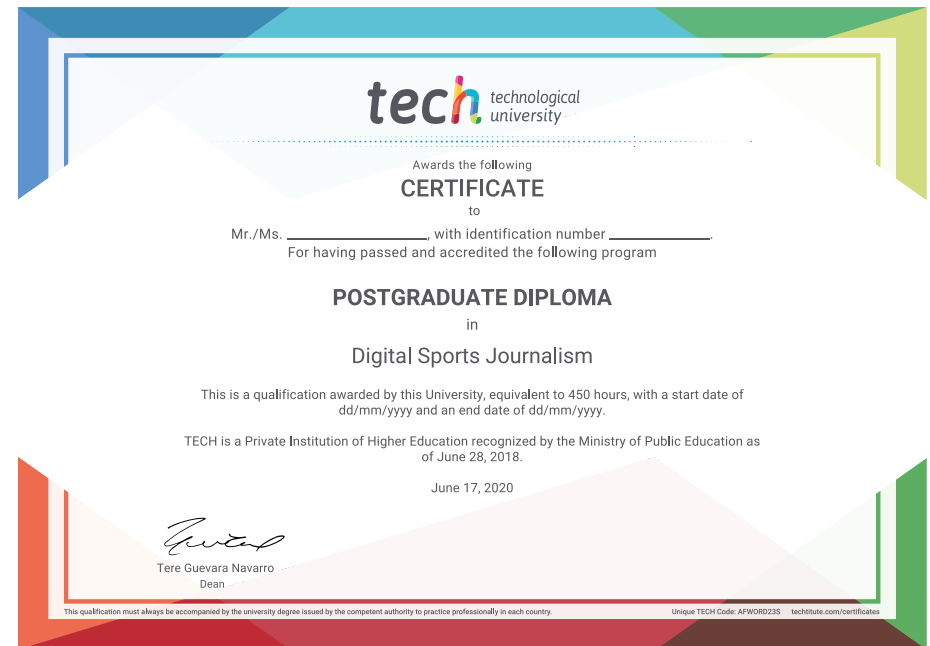 tech technological
university
Awards the following
CERTIFICATE
to
Mr./Ms. ____________________, with identification number ______________.
For having passed and accredited the following program
POSTGRADUATE DIPLOMA
in
Digital Sports Journalism
This is a qualification awarded by this University, equivalent to 450 hours, with a start date of
dd/mm/yyyy and an end date of dd/mm/yyyy.
TECH is a Private Institution of Higher Education recognized by the Ministry of Public Education as
of June 28, 2018.
June 17, 2020
Tere Guevara Navarro
Dean
This qualification must always be accompanied by the university degree issued by the competent authority to practice professionally in each country.
Unique TECH Code: AFWORD23S techtitute.com/certificates